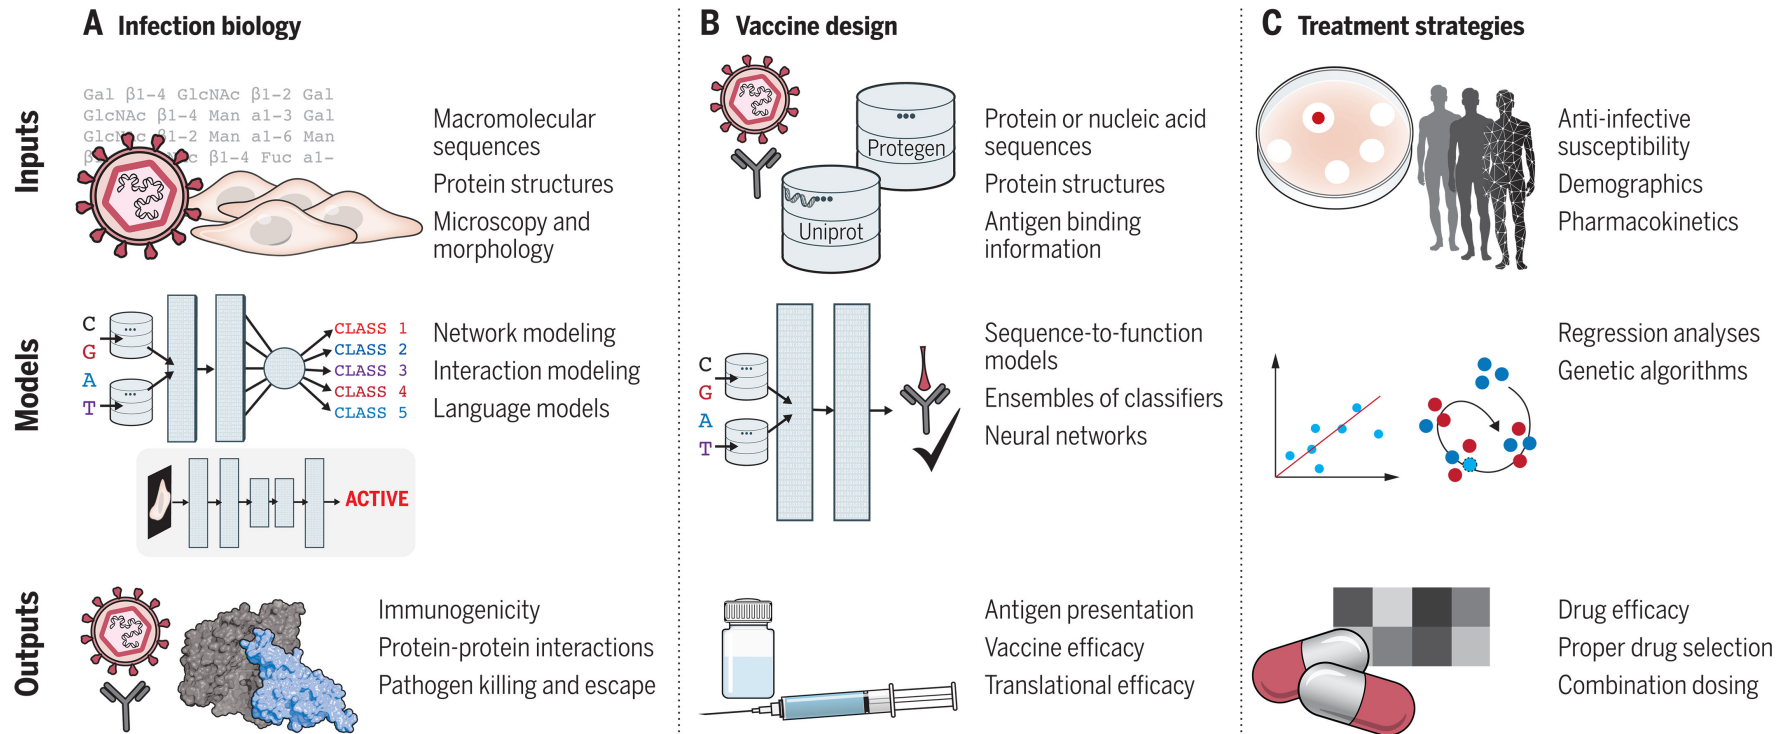 A Infection biology
B Vaccine design
C Treatment strategies
Inputs
Gal β1-4 GlcNAc β1-2 Gal
GlcNAc β1-4 Man a1-3 Gal
β1-2 Man a1-6 Man
β1-4 Fuc a1-
Macromolecular
sequences
Protein structures
Microscopy and
morphology
Protegen
Uniprot
Protein or nucleic acid
sequences
Protein structures
Antigen binding
information
Anti-infective
susceptibility
Demographics
Pharmacokinetics
Models
C
G
A
T
CLASS 1
CLASS 2
CLASS 3
CLASS 4
CLASS 5
ACTIVE
Network modeling
Interaction modeling
Language models
C
G
A
T
Sequence-to-function
models
Ensembles of classifiers
Neural networks
Regression analyses
Genetic algorithms
Outputs
Immunogenicity
Protein-protein interactions
Pathogen killing and escape
Antigen presentation
Vaccine efficacy
Translational efficacy
Drug efficacy
Proper drug selection
Combination dosing